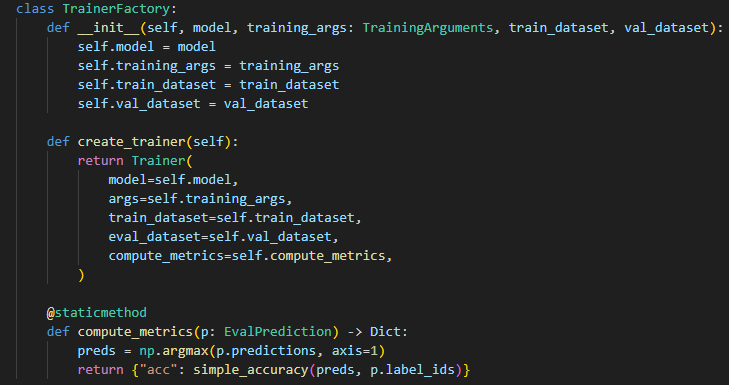 class TrainerFactory:
    def __init__(self, model, training_args: TrainingArguments, train_dataset, val_dataset):
        self.model = model
        self.training_args = training_args
        self.train_dataset = train_dataset
        self.val_dataset = val_dataset

    def create_trainer(self):
        return Trainer(
            model=self.model,
            args=self.training_args,
            train_dataset=self.train_dataset,
            eval_dataset=self.val_dataset,
            compute_metrics=self.compute_metrics,
        )

    @staticmethod
    def compute_metrics(p: EvalPrediction) -> Dict:
        preds = np.argmax(p.predictions, axis=1)
        return {"acc": simple_accuracy(preds, p.label_ids)}